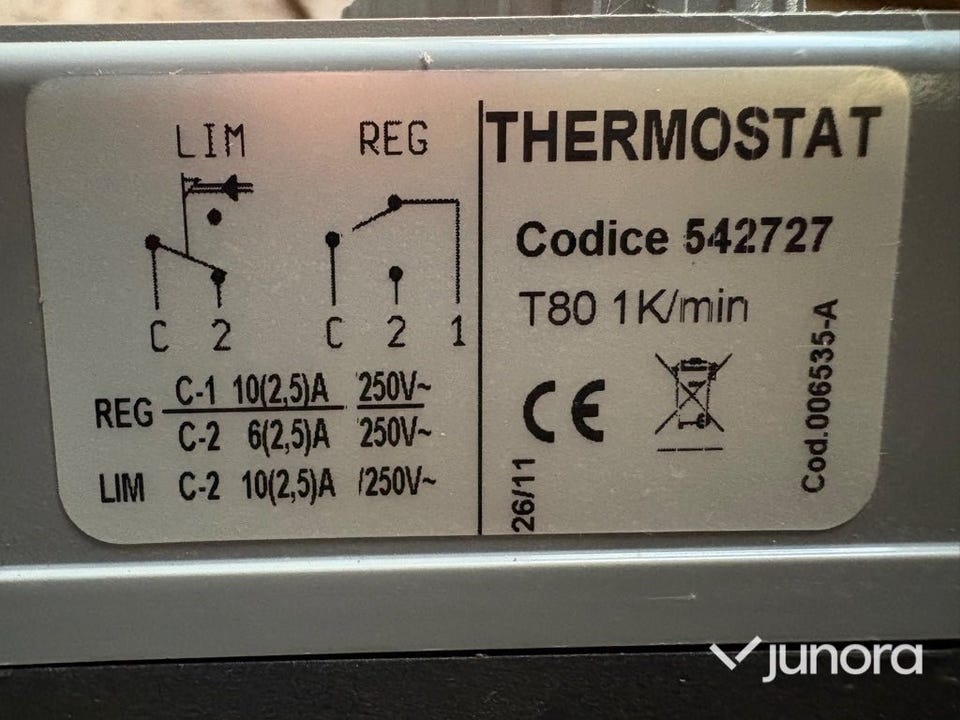 LIM REG
C 2 C 2 1
REG C-1 10(2,5)A 250V~
C-2 6(2,5)A 250V~
LIM C-2 10(2,5)A /250V~
THERMOSTAT
Codice 542727
T80 1K/min
CE
26/11
Cod.006535-A
junora